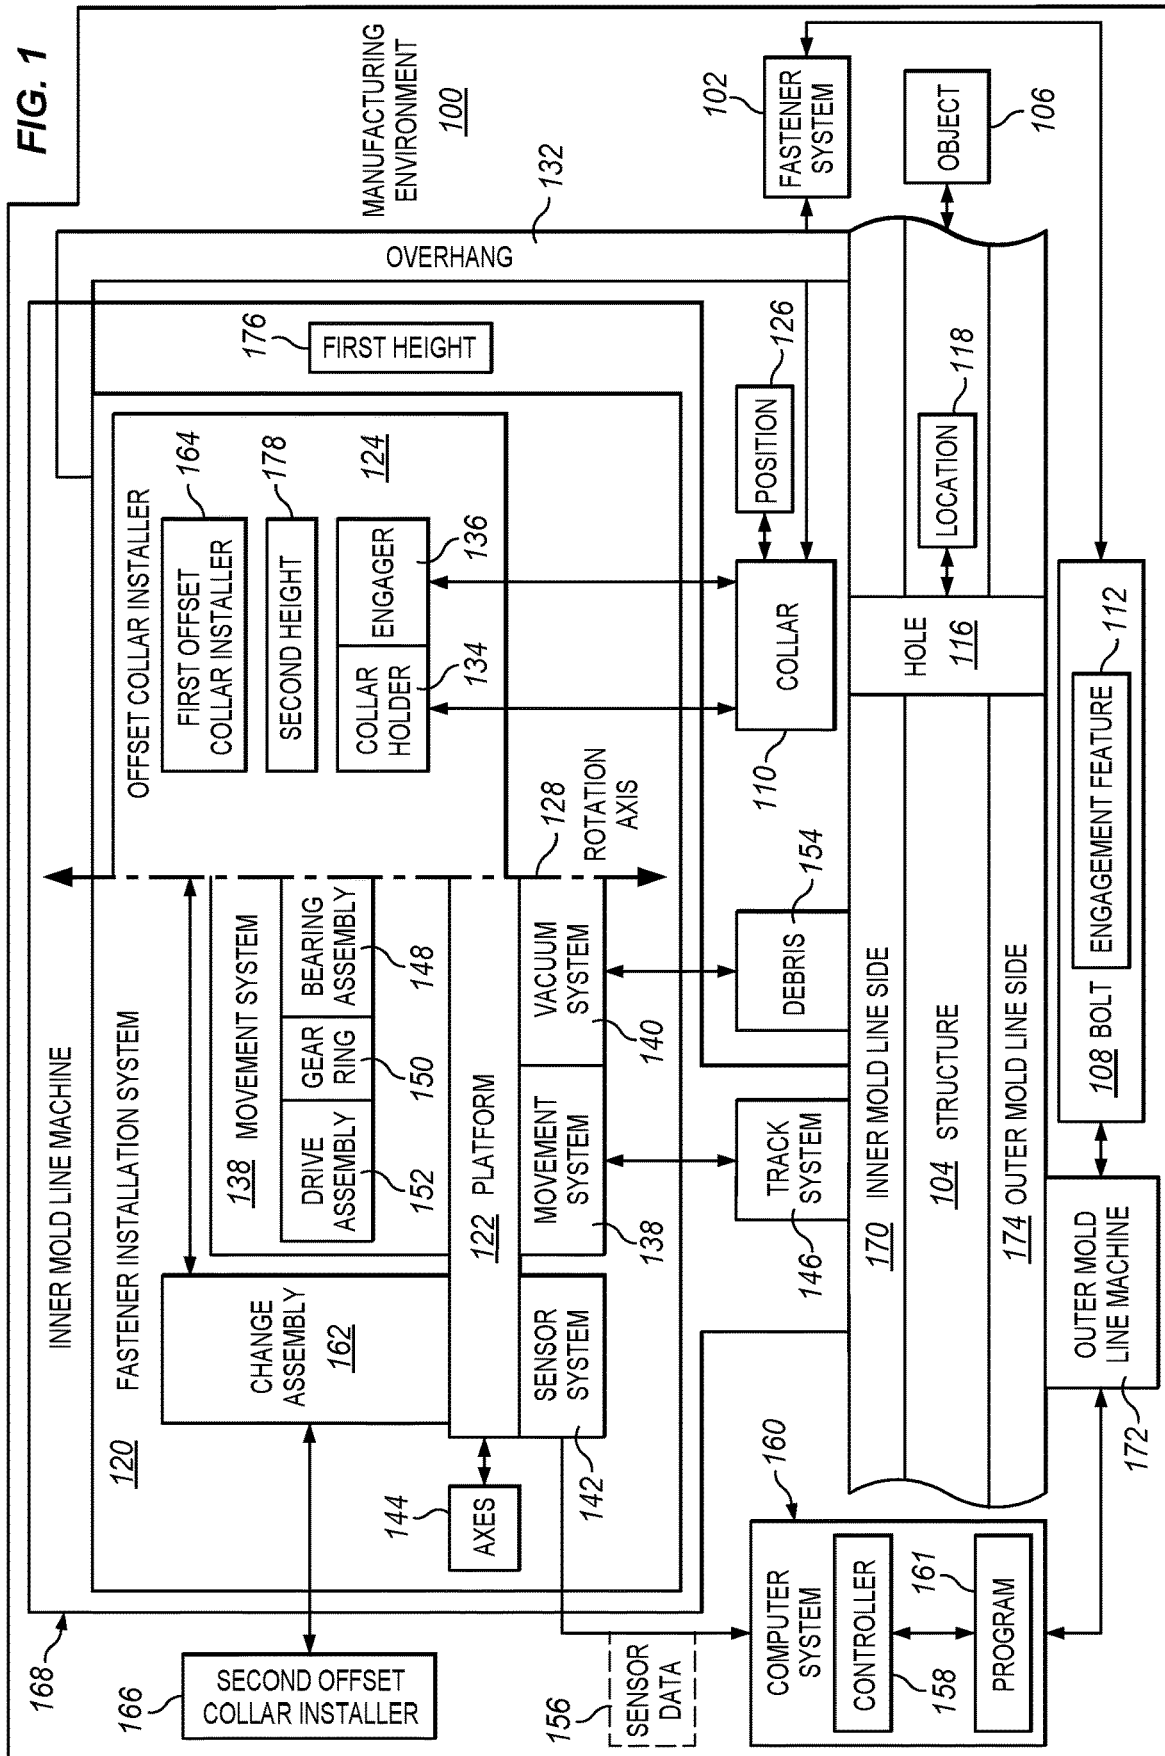 FIG. 1
MANUFACTURING
ENVIRONMENT
100
168
INNER MOLD LINE MACHINE
FASTENER INSTALLATION SYSTEM
120
166
SECOND OFFSET
COLLAR INSTALLER
CHANGE
ASSEMBLY
162
138 MOVEMENT SYSTEM
DRIVE
ASSEMBLY
152
GEAR
RING
150
BEARING
ASSEMBLY
148
OFFSET COLLAR INSTALLER
FIRST OFFSET
COLLAR INSTALLER
164
SECOND HEIGHT
178
124
COLLAR
HOLDER
134
ENGAGER
136
176
FIRST HEIGHT
OVERHANG
132
144
AXES
122 PLATFORM
SENSOR
SYSTEM
142
MOVEMENT
SYSTEM
138
VACUUM
SYSTEM
140
128
ROTATION
AXIS
156
SENSOR
DATA
160
COMPUTER
SYSTEM
CONTROLLER
158
161
PROGRAM
TRACK
SYSTEM
146
DEBRIS
154
COLLAR
110
POSITION
126
102
FASTENER
SYSTEM
OBJECT
106
170 INNER MOLD LINE SIDE
104 STRUCTURE
174 OUTER MOLD LINE SIDE
HOLE
116
LOCATION
118
OUTER MOLD
LINE MACHINE
172
108 BOLT
ENGAGEMENT FEATURE
112